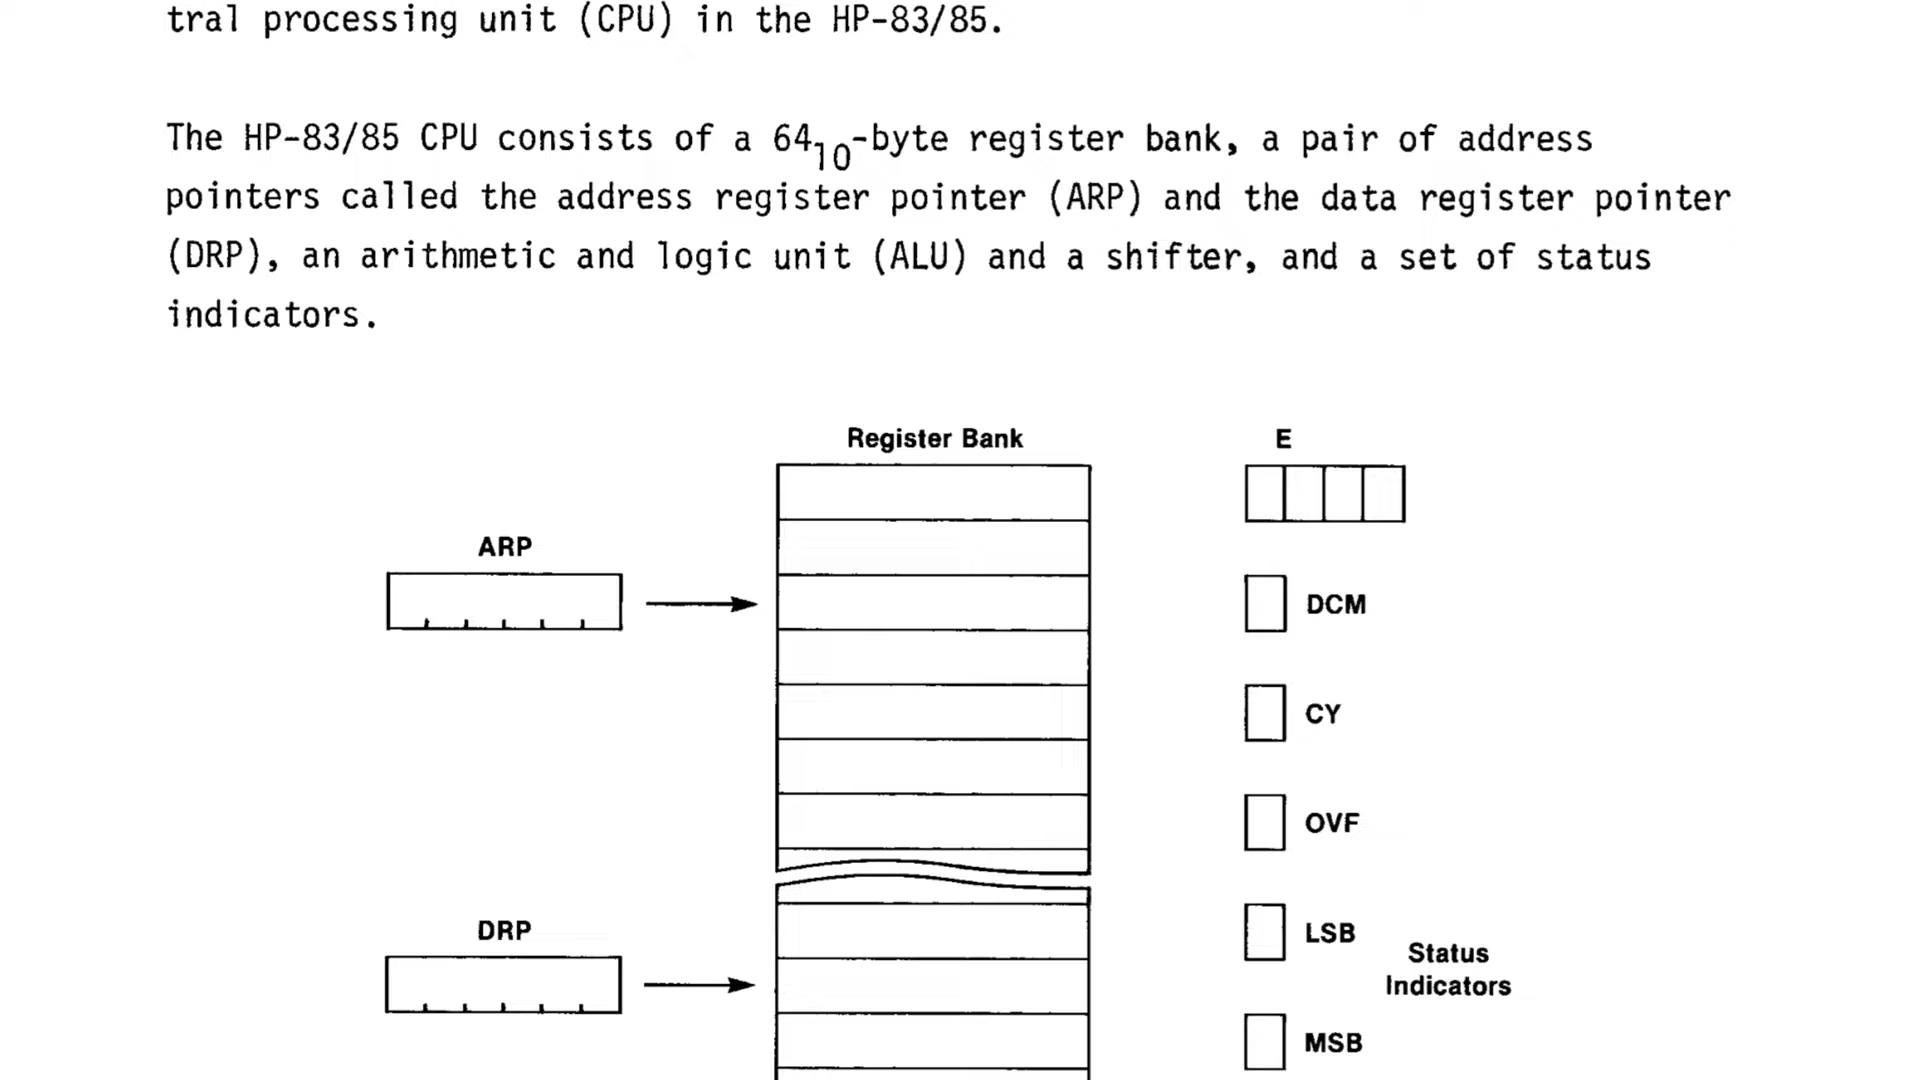 tral processing unit (CPU) in the HP-83/85.
The HP-83/85 CPU consists of a 64₁₀-byte register bank, a pair of address
pointers called the address register pointer (ARP) and the data register pointer
(DRP), an arithmetic and logic unit (ALU) and a shifter, and a set of status
indicators.
Register Bank
E
ARP
DCM
CY
OVF
DRP
LSB
Status
Indicators
MSB